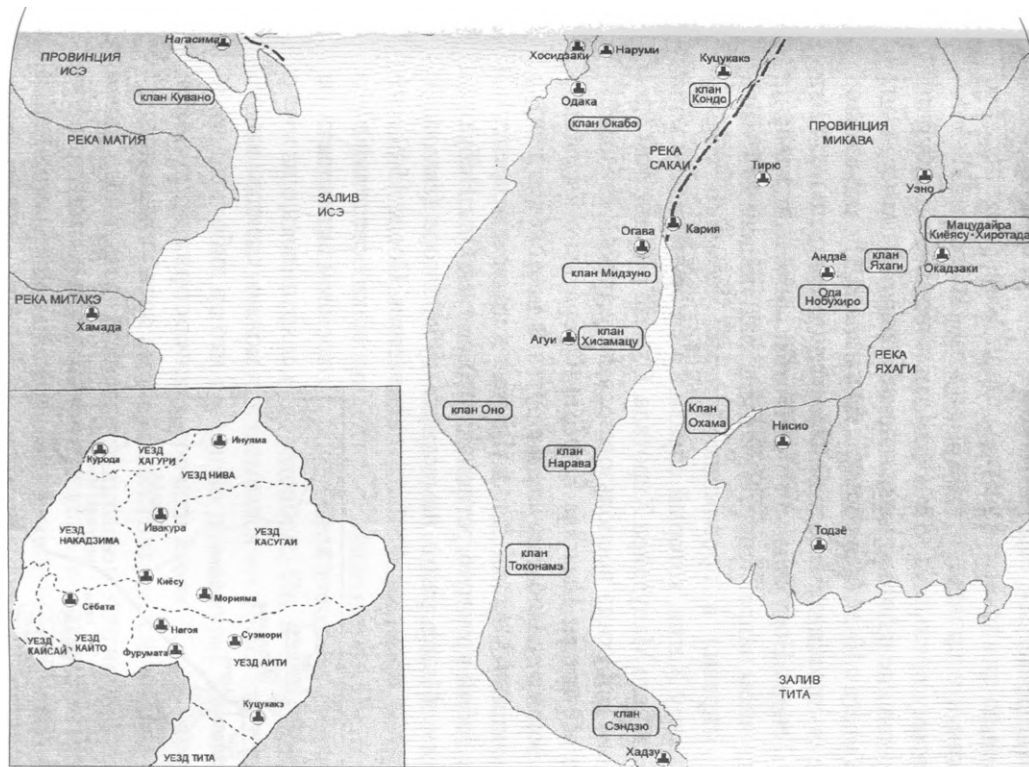 Нагасима
ПРОВИНЦИЯ
ИСЭ
клан Кувано
РЕКА МАТИЯ
ЗАЛИВ
ИСЭ
РЕКА МИТАКЭ
Хамада
Хосидзаки
Наруми
Одака
клан Окабэ
Куцукакэ
клан
Кондо
РЕКА
САКАИ
ПРОВИНЦИЯ
МИКАВА
Тирю
Уэно
Кария
Огава
клан Мидзуно
Мацудайра
Киёясу-Хиротада
Окадзаки
клан
Яхаги
Андзё
Ода
Нобухиро
Агуи
клан
Хисамацу
РЕКА
ЯХАГИ
клан Оно
Клан
Охама
Нисио
клан
Нарава
Тодзё
клан
Токонамэ
ЗАЛИВ
ТИТА
клан
Сэндзю
Хадзу
Курода
УЕЗД
ХАГУРИ
Инуяма
УЕЗД НИВА
Ивакура
УЕЗД
НАКАДЗИМА
УЕЗД
КАСУГАИ
Киёсу
Морияма
Сёбата
Нагоя
Суэмори
УЕЗД
КАЙСАЙ
УЕЗД
КАЙТО
Фурумата
УЕЗД АИТИ
Куцукакэ
УЕЗД ТИТА